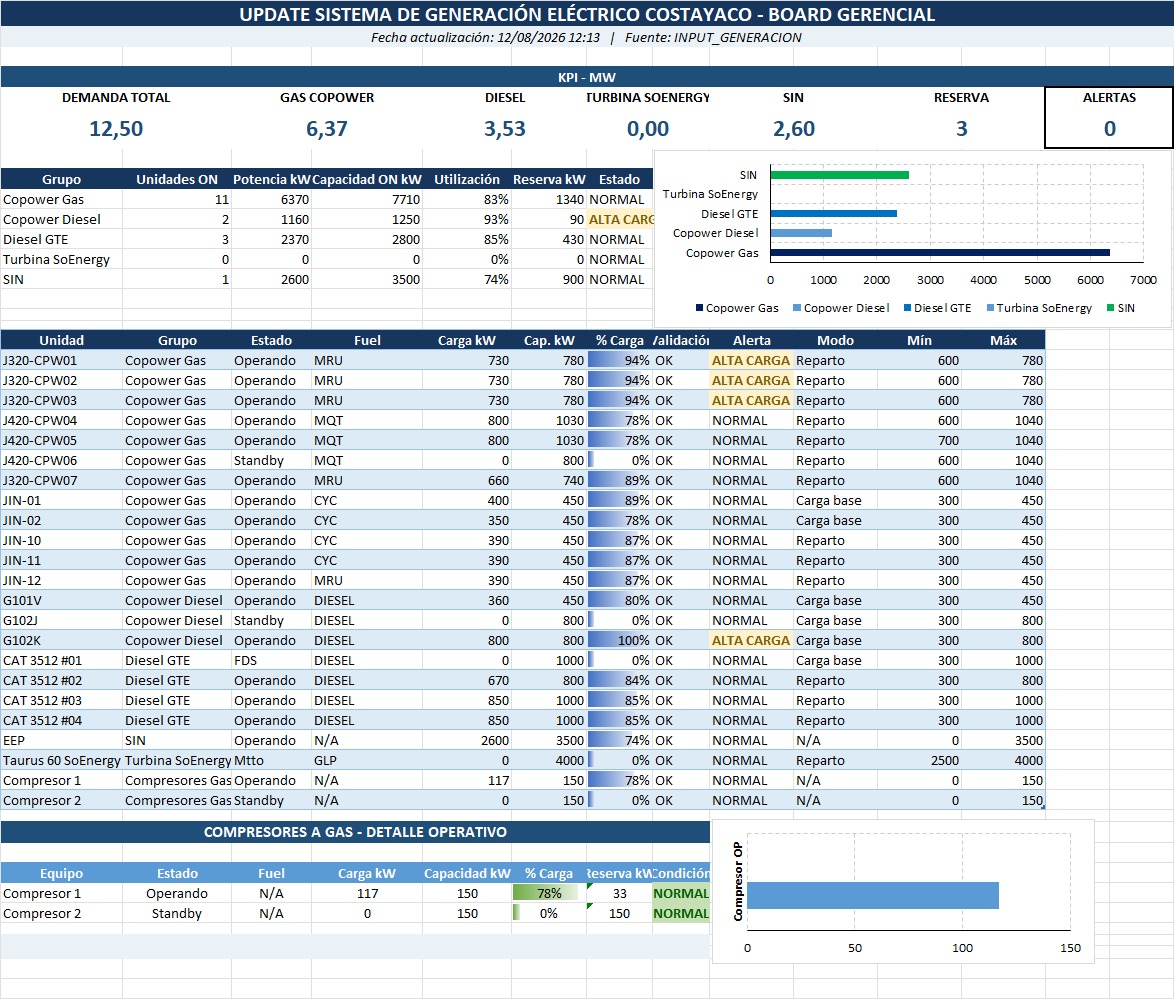 UPDATE SISTEMA DE GENERACIÓN ELÉCTRICO COSTAYACO - BOARD GERENCIAL
Fecha actualización: 12/08/2026 12:13 | Fuente: INPUT_GENERACION
KPI - MW
DEMANDA TOTAL GAS COPOWER DIESEL TURBINA SOENERGY SIN RESERVA ALERTAS
12,50 6,37 3,53 0,00 2,60 3 0
Grupo Unidades ON Potencia kW Capacidad ON kW Utilización Reserva kW Estado
Copower Gas 11 6370 7710 83% 1340 NORMAL
Copower Diesel 2 1160 1250 93% 90 ALTA CARG
Diesel GTE 3 2370 2800 85% 430 NORMAL
Turbina SoEnergy 0 0 0 0% 0 NORMAL
SIN 1 2600 3500 74% 900 NORMAL
SIN
Turbina SoEnergy
Diesel GTE
Copower Diesel
Copower Gas
0 1000 2000 3000 4000 5000 6000 7000
Copower Gas Copower Diesel Diesel GTE Turbina SoEnergy SIN
Unidad Grupo Estado Fuel Carga kW Cap. kW % Carga Validación Alerta Modo Mín Máx
J320-CPW01 Copower Gas Operando MRU 730 780 94% OK ALTA CARGA Reparto 600 780
J320-CPW02 Copower Gas Operando MRU 730 780 94% OK ALTA CARGA Reparto 600 780
J320-CPW03 Copower Gas Operando MRU 730 780 94% OK ALTA CARGA Reparto 600 780
J420-CPW04 Copower Gas Operando MQT 800 1030 78% OK NORMAL Reparto 600 1040
J420-CPW05 Copower Gas Operando MQT 800 1030 78% OK NORMAL Reparto 700 1040
J420-CPW06 Copower Gas Standby MQT 0 800 0% OK NORMAL Reparto 600 1040
J320-CPW07 Copower Gas Operando MRU 660 740 89% OK NORMAL Reparto 600 1040
JIN-01 Copower Gas Operando CYC 400 450 89% OK NORMAL Carga base 300 450
JIN-02 Copower Gas Operando CYC 350 450 78% OK NORMAL Carga base 300 450
JIN-10 Copower Gas Operando CYC 390 450 87% OK NORMAL Reparto 300 450
JIN-11 Copower Gas Operando CYC 390 450 87% OK NORMAL Reparto 300 450
JIN-12 Copower Gas Operando MRU 390 450 87% OK NORMAL Reparto 300 450
G101V Copower Diesel Operando DIESEL 360 450 80% OK NORMAL Carga base 300 450
G102J Copower Diesel Standby DIESEL 0 800 0% OK NORMAL Carga base 300 800
G102K Copower Diesel Operando DIESEL 800 800 100% OK ALTA CARGA Carga base 300 800
CAT 3512 #01 Diesel GTE FDS DIESEL 0 1000 0% OK NORMAL Carga base 300 1000
CAT 3512 #02 Diesel GTE Operando DIESEL 670 800 84% OK NORMAL Reparto 300 800
CAT 3512 #03 Diesel GTE Operando DIESEL 850 1000 85% OK NORMAL Reparto 300 1000
CAT 3512 #04 Diesel GTE Operando DIESEL 850 1000 85% OK NORMAL Reparto 300 1000
EEP SIN Operando N/A 2600 3500 74% OK NORMAL N/A 0 3500
Taurus 60 SoEnergy Turbina SoEnergy Mtto GLP 0 4000 0% OK NORMAL Reparto 2500 4000
Compresor 1 Compresores Gas Operando N/A 117 150 78% OK NORMAL N/A 0 150
Compresor 2 Compresores Gas Standby N/A 0 150 0% OK NORMAL N/A 0 150
COMPRESORES A GAS - DETALLE OPERATIVO
Equipo Estado Fuel Carga kW Capacidad kW % Carga Reserva kW Condición
Compresor 1 Operando N/A 117 150 78% 33 NORMAL
Compresor 2 Standby N/A 0 150 0% 150 NORMAL
Compresor OP
0 50 100 150